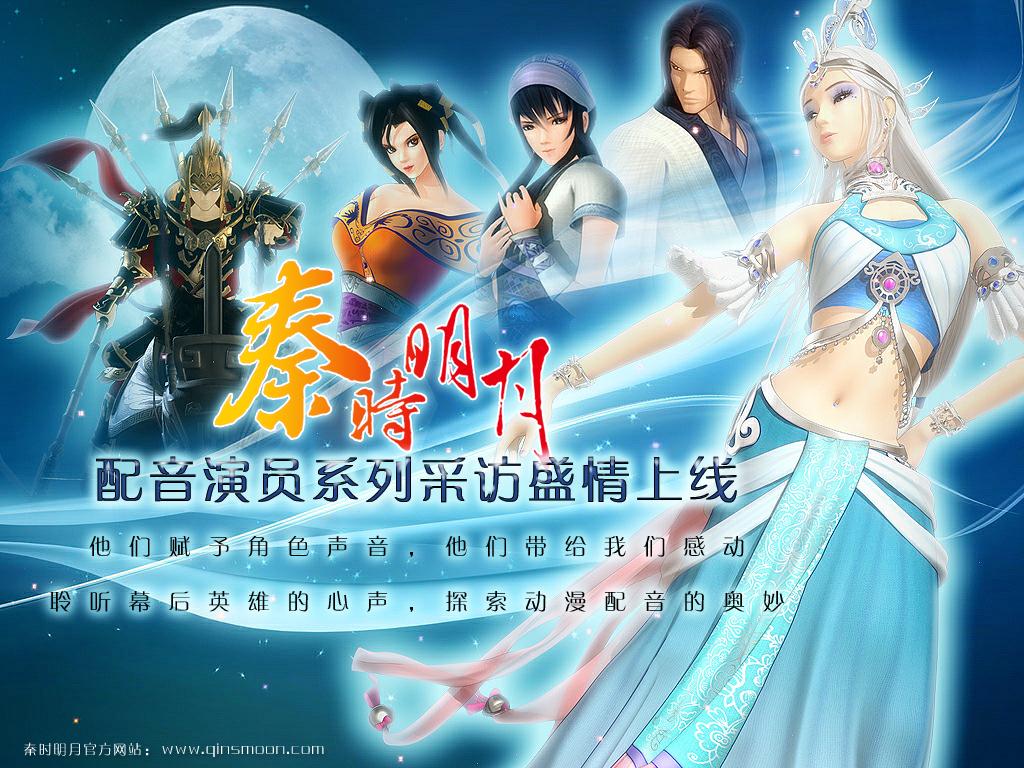 秦時明月
配音演员系列采访盛情上线
他们赋予角色声音，他们带给我们感动
聆听幕后英雄的心声，探索动漫配音的奥妙
秦时明月官方网站：www.qinsmoon.com